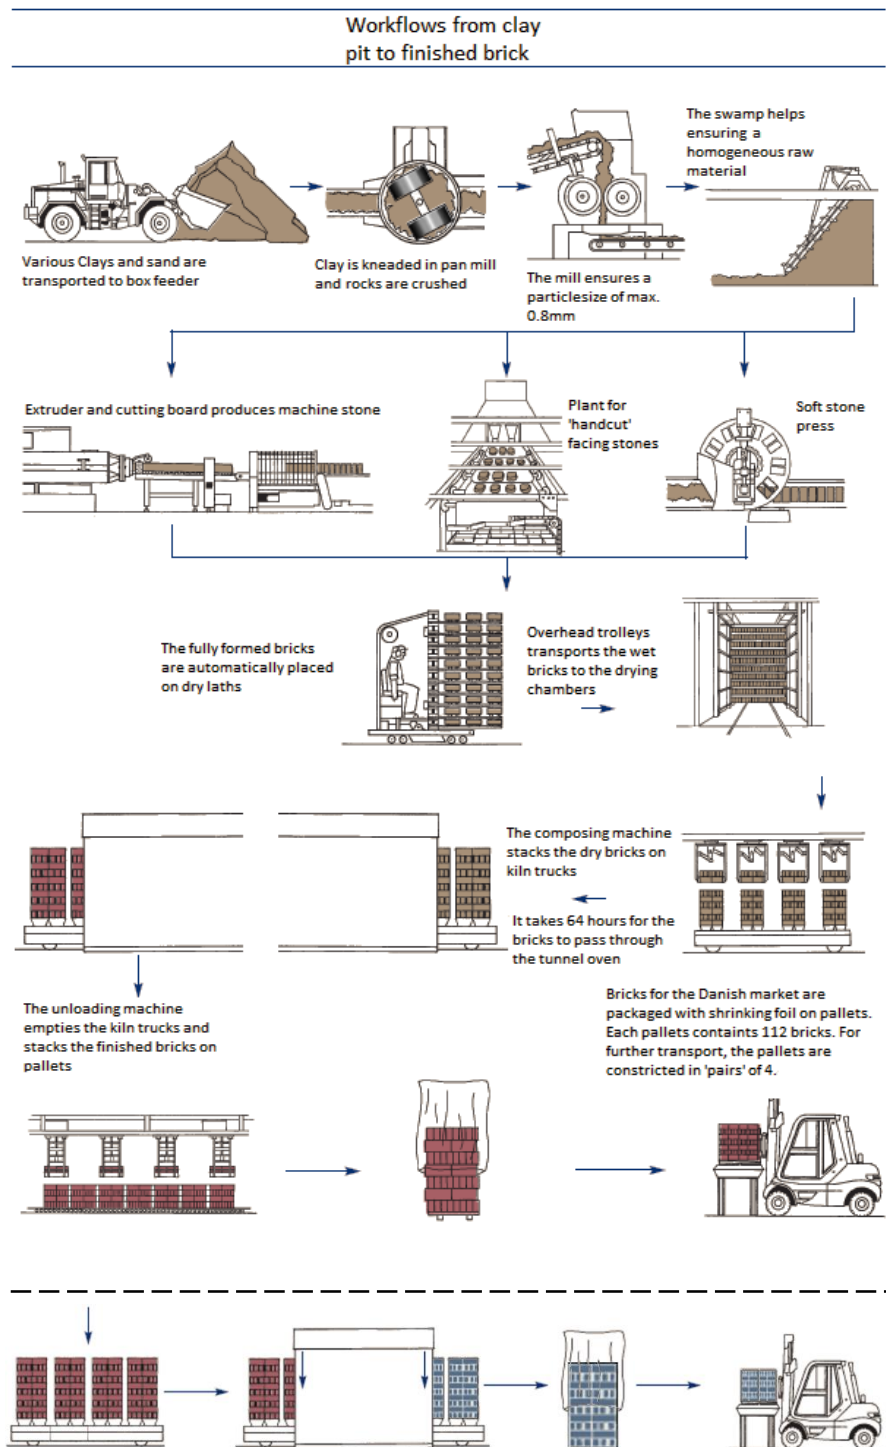 Workflows from clay
pit to finished brick
The swamp helps
ensuring a
homogeneous raw
material
Various Clays and sand are
transported to box feeder
Clay is kneaded in pan mill
and rocks are crushed
The mill ensures a
particlesize of max.
0.8mm
Extruder and cutting board produces machine stone
Plant for
'handcut'
facing stones
Soft stone
press
The fully formed bricks
are automatically placed
on dry laths
Overhead trolleys
transports the wet
bricks to the drying
chambers
The composing machine
stacks the dry bricks on
kiln trucks
It takes 64 hours for the
bricks to pass through
the tunnel oven
The unloading machine
empties the kiln trucks and
stacks the finished bricks on
pallets
Bricks for the Danish market are
packaged with shrinking foil on pallets.
Each pallets containts 112 bricks. For
further transport, the pallets are
constricted in 'pairs' of 4.